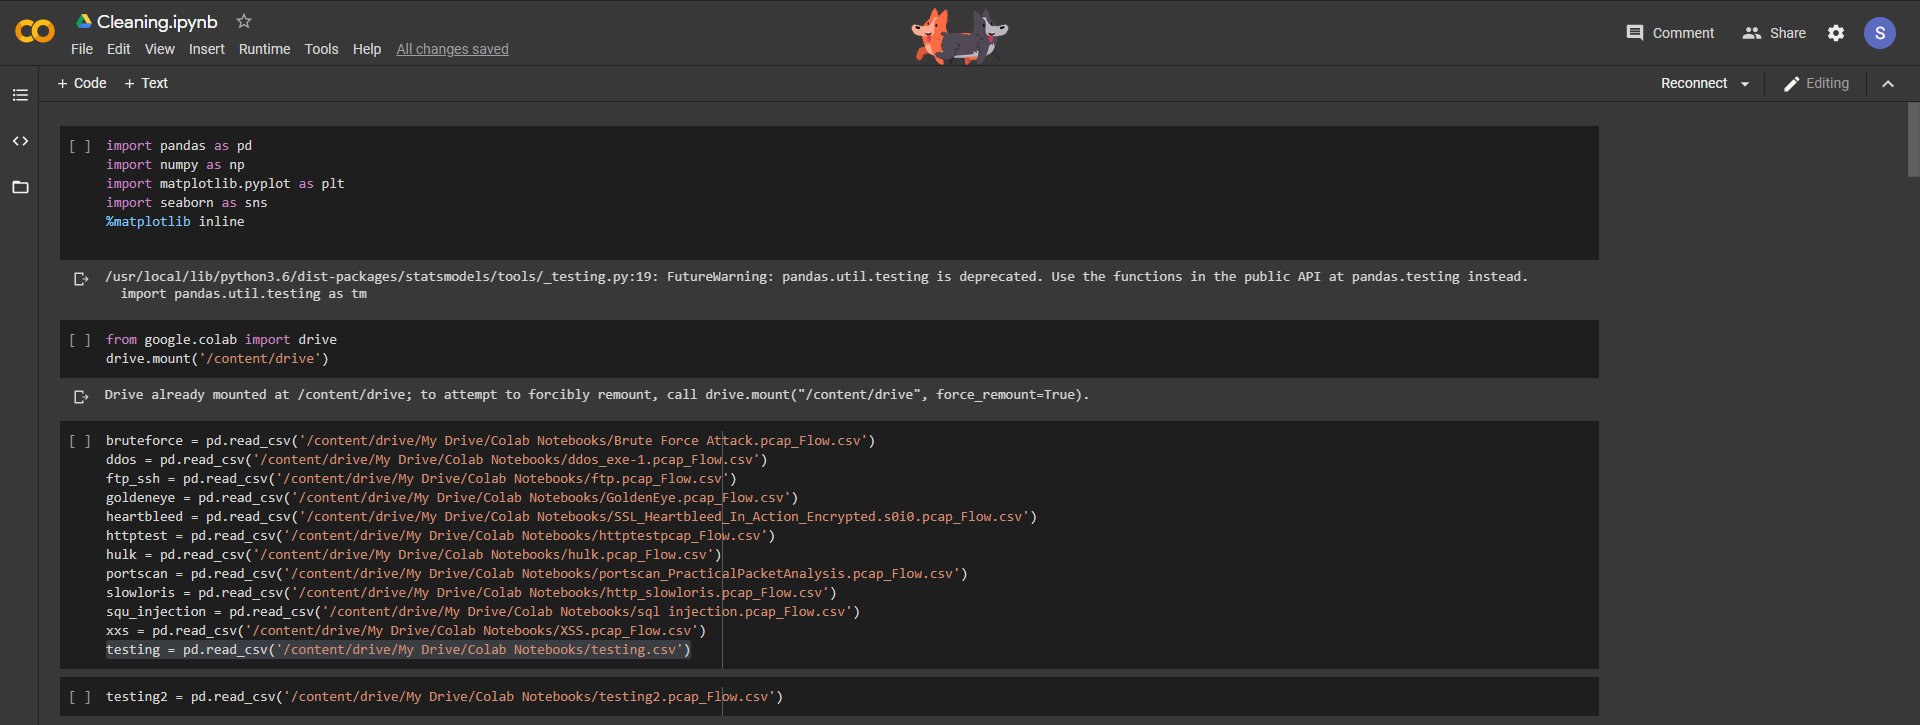 Cleaning.ipynb
File Edit View Insert Runtime Tools Help All changes saved
Comment Share S
+ Code + Text
Reconnect Editing
[ ] import pandas as pd
import numpy as np
import matplotlib.pyplot as plt
import seaborn as sns
%matplotlib inline
/usr/local/lib/python3.6/dist-packages/statsmodels/tools/_testing.py:19: FutureWarning: pandas.util.testing is deprecated. Use the functions in the public API at pandas.testing instead.
import pandas.util.testing as tm
[ ] from google.colab import drive
drive.mount('/content/drive')
Drive already mounted at /content/drive; to attempt to forcibly remount, call drive.mount("/content/drive", force_remount=True).
[ ] bruteforce = pd.read_csv('/content/drive/My Drive/Colab Notebooks/Brute Force Attack.pcap_Flow.csv')
ddos = pd.read_csv('/content/drive/My Drive/Colab Notebooks/ddos_exe-1.pcap_Flow.csv')
ftp_ssh = pd.read_csv('/content/drive/My Drive/Colab Notebooks/ftp.pcap_Flow.csv')
goldeneye = pd.read_csv('/content/drive/My Drive/Colab Notebooks/GoldenEye.pcap_Flow.csv')
heartbleed = pd.read_csv('/content/drive/My Drive/Colab Notebooks/SSL_Heartbleed_In_Action_Encrypted.s0i0.pcap_Flow.csv')
httptest = pd.read_csv('/content/drive/My Drive/Colab Notebooks/httptestpcap_Flow.csv')
hulk = pd.read_csv('/content/drive/My Drive/Colab Notebooks/hulk.pcap_Flow.csv')
portscan = pd.read_csv('/content/drive/My Drive/Colab Notebooks/portscan_PracticalPacketAnalysis.pcap_Flow.csv')
slowloris = pd.read_csv('/content/drive/My Drive/Colab Notebooks/http_slowloris.pcap_Flow.csv')
squ_injection = pd.read_csv('/content/drive/My Drive/Colab Notebooks/sql injection.pcap_Flow.csv')
xxs = pd.read_csv('/content/drive/My Drive/Colab Notebooks/XSS.pcap_Flow.csv')
testing = pd.read_csv('/content/drive/My Drive/Colab Notebooks/testing.csv')
[ ] testing2 = pd.read_csv('/content/drive/My Drive/Colab Notebooks/testing2.pcap_Flow.csv')